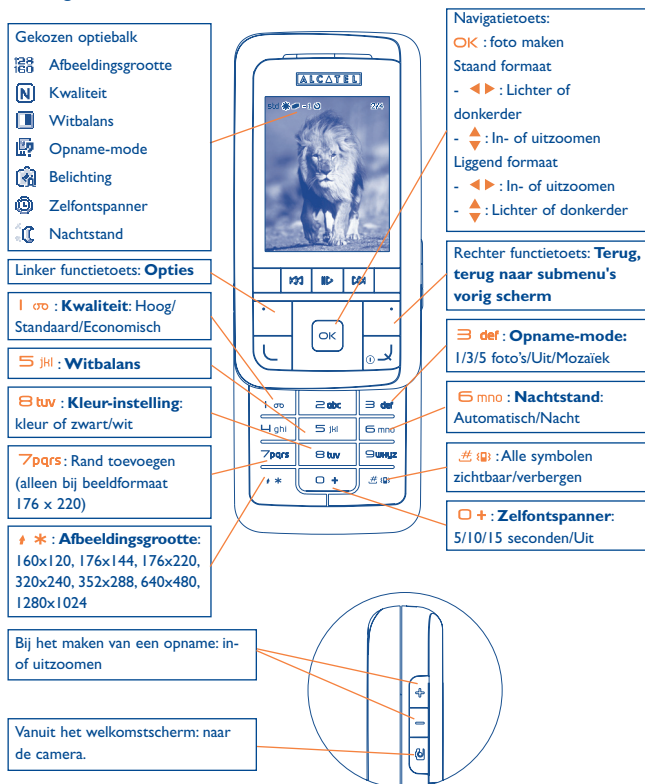 Gekozen optiebalk
Afbeeldingsgrootte
N Kwaliteit
Witbalans
Opname-mode
Belichting
Zelfontspanner
Nachtstand
Linker functietoets: Opties
1 : Kwaliteit: Hoog/
Standaard/Economisch
5 jkl : Witbalans
8 tuv : Kleur-instelling:
kleur of zwart/wit
7pqrs : Rand toevoegen
(alleen bij beeldformaat
176 x 220)
* : Afbeeldingsgrootte:
160x120, 176x144, 176x220,
320x240, 352x288, 640x480,
1280x1024
Bij het maken van een opname: in-
of uitzoomen
Vanuit het welkomstscherm: naar
de camera.
ALCATEL
std
OK
1
2 abc
3 def
4 ghi
5 jkl
6 mno
7pqrs
8 tuv
9wxyz
*
0 +
#
+
-
Navigatietoets:
OK : foto maken
Staand formaat
- ◄ ► : Lichter of
donkerder
- ▲▼ : In- of uitzoomen
Liggend formaat
- ◄ ► : In- of uitzoomen
- ▲▼ : Lichter of donkerder
Rechter functietoets: Terug,
terug naar submenu's
vorig scherm
3 def : Opname-mode:
1/3/5 foto's/Uit/Mozaïek
6 mno : Nachtstand:
Automatisch/Nacht
# : Alle symbolen
zichtbaar/verbergen
0 + : Zelfontspanner:
5/10/15 seconden/Uit